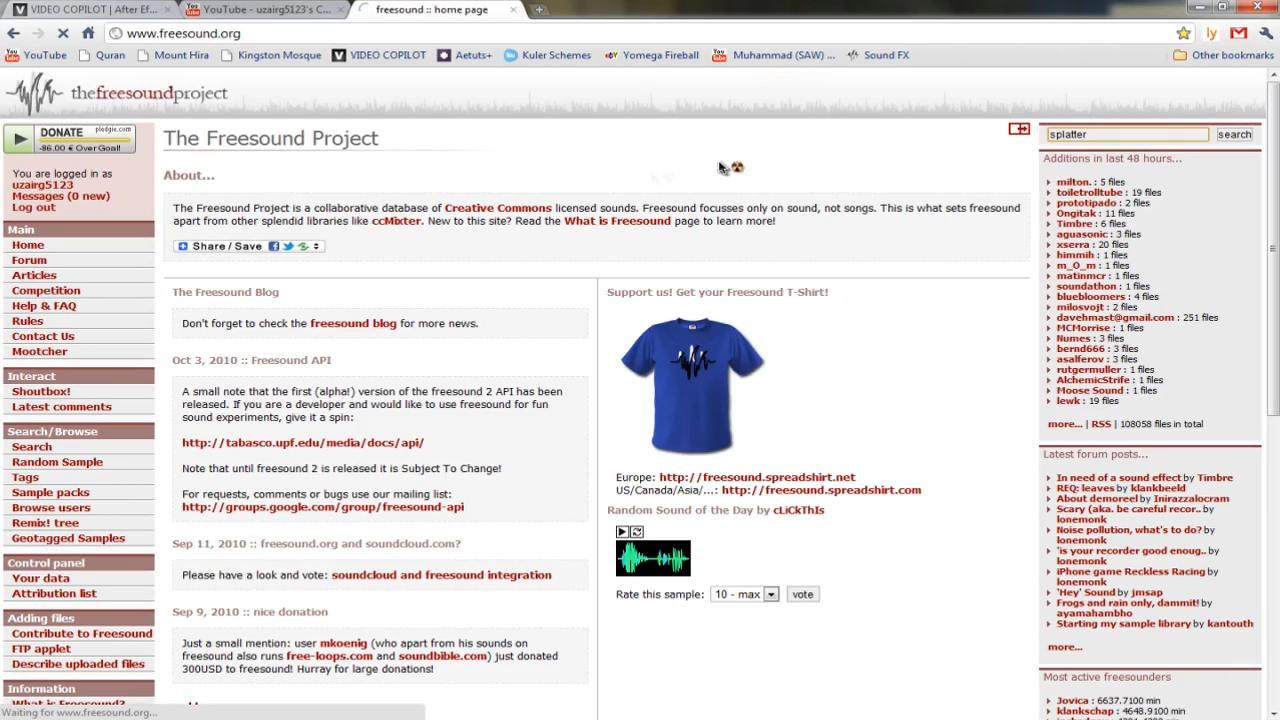 VIDEO COPILOT | After Ef...
YouTube - uzairg5123's C...
freesound :: home page
www.freesound.org
YouTube
Quran
Mount Hira
Kingston Mosque
VIDEO COPILOT
Aetuts+
Kuler Schemes
Yomega Fireball
Muhammad (SAW) ...
Sound FX
Other bookmarks
thefreesoundproject
DONATE pledgie.com
-86.00 € Over Goal!
You are logged in as
uzairg5123
Messages (0 new)
Log out
Main
Home
Forum
Articles
Competition
Help & FAQ
Rules
Contact Us
Mootcher
Interact
Shoutbox!
Latest comments
Search/Browse
Search
Random Sample
Tags
Sample packs
Browse users
Remix! tree
Geotagged Samples
Control panel
Your data
Attribution list
Adding files
Contribute to Freesound
FTP applet
Describe uploaded files
Information
What is Freesound?
Waiting for www.freesound.org...
The Freesound Project
About...
The Freesound Project is a collaborative database of Creative Commons licensed sounds. Freesound focusses only on sound, not songs. This is what sets freesound
apart from other splendid libraries like ccMixter. New to this site? Read the What is Freesound page to learn more!
Share / Save
The Freesound Blog
Don't forget to check the freesound blog for more news.
Oct 3, 2010 :: Freesound API
A small note that the first (alpha!) version of the freesound 2 API has been
released. If you are a developer and would like to use freesound for fun
sound experiments, give it a spin:
http://tabasco.upf.edu/media/docs/api/
Note that until freesound 2 is released it is Subject To Change!
For requests, comments or bugs use our mailing list:
http://groups.google.com/group/freesound-api
Sep 11, 2010 :: freesound.org and soundcloud.com?
Please have a look and vote: soundcloud and freesound integration
Sep 9, 2010 :: nice donation
Just a small mention: user mkoenig (who apart from his sounds on
freesound also runs free-loops.com and soundbible.com) just donated
300USD to freesound! Hurray for large donations!
Support us! Get your Freesound T-Shirt!
Europe: http://freesound.spreadshirt.net
US/Canada/Asia/...: http://freesound.spreadshirt.com
Random Sound of the Day by cLiCkThIs
Rate this sample: 10 - max vote
splatter search
Additions in last 48 hours...
milton. : 5 files
toiletrolltube : 19 files
prototipado : 2 files
Ongitak : 11 files
Timbre : 6 files
aguasonic : 3 files
xserra : 20 files
himmih : 1 files
m_O_m : 1 files
matinmcr : 1 files
soundathon : 1 files
bluebloomers : 4 files
milosvojt : 2 files
davehmast@gmail.com : 251 files
MCMorrise : 1 files
Numes : 3 files
bernd666 : 3 files
asalferov : 3 files
rutgermuller : 1 files
AlchemicStrife : 1 files
Moose Sound : 1 files
lewk : 19 files
more... | RSS | 108058 files in total
Latest forum posts...
In need of a sound effect by Timbre
REQ: leaves by klankbeeld
About demoreel by Inirazzalocram
Scary (aka. be careful recor.. by
lonemonk
Noise pollution, what's to do? by
lonemonk
'is your recorder good enoug.. by
lonemonk
iPhone game Reckless Racing by
lonemonk
'Hey' Sound by jmsap
Frogs and rain only, dammit! by
ayamahambo
Starting my sample library by kantouth
more...
Most active freesounders
Jovica : 6637.7100 min
klankschap : 4648.9100 min